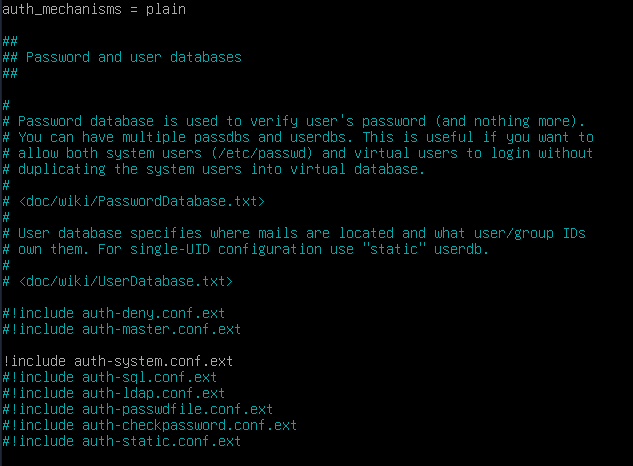 auth_mechanisms = plain
##
## Password and user databases
##
#
# Password database is used to verify user's password (and nothing more).
# You can have multiple passdbs and userdbs. This is useful if you want to
# allow both system users (/etc/passwd) and virtual users to login without
# duplicating the system users into virtual database.
#
# <doc/wiki/PasswordDatabase.txt>
#
# User database specifies where mails are located and what user/group IDs
# own them. For single-UID configuration use "static" userdb.
#
# <doc/wiki/UserDatabase.txt>
#!include auth-deny.conf.ext
#!include auth-master.conf.ext
!include auth-system.conf.ext
#!include auth-sql.conf.ext
#!include auth-ldap.conf.ext
#!include auth-passwdfile.conf.ext
#!include auth-checkpassword.conf.ext
#!include auth-static.conf.ext